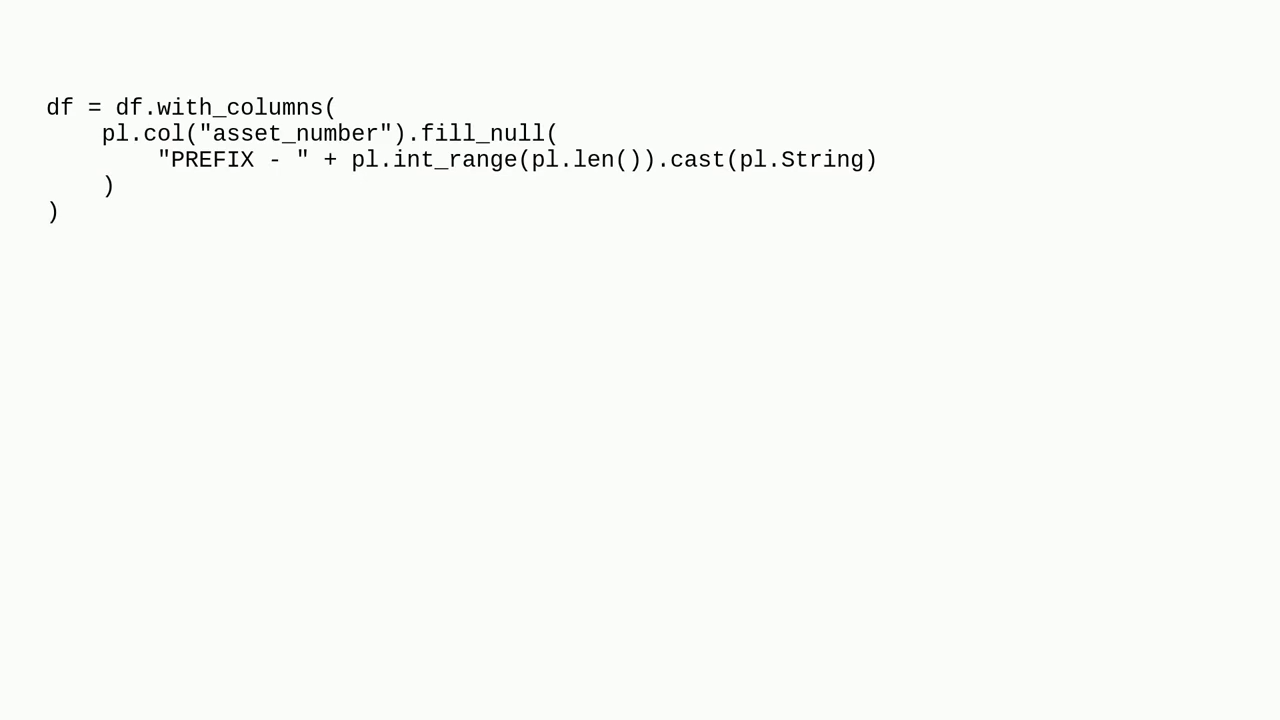 df = df.with_columns(
    pl.col("asset_number").fill_null(
        "PREFIX - " + pl.int_range(pl.len()).cast(pl.String)
    )
)